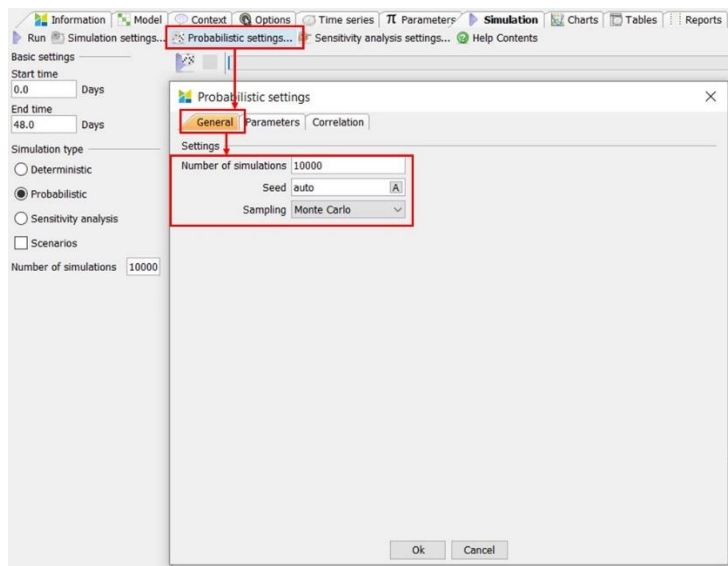 Information Model Context Options Time series π Parameters Simulation Charts Tables Reports
Run Simulation settings... Probabilistic settings... Sensitivity analysis settings... Help Contents
Basic settings
Start time
0.0 Days
End time
48.0 Days
Simulation type
Deterministic
Probabilistic
Sensitivity analysis
Scenarios
Number of simulations 10000
Probabilistic settings
General Parameters Correlation
Settings
Number of simulations 10000
Seed auto A
Sampling Monte Carlo
Ok Cancel